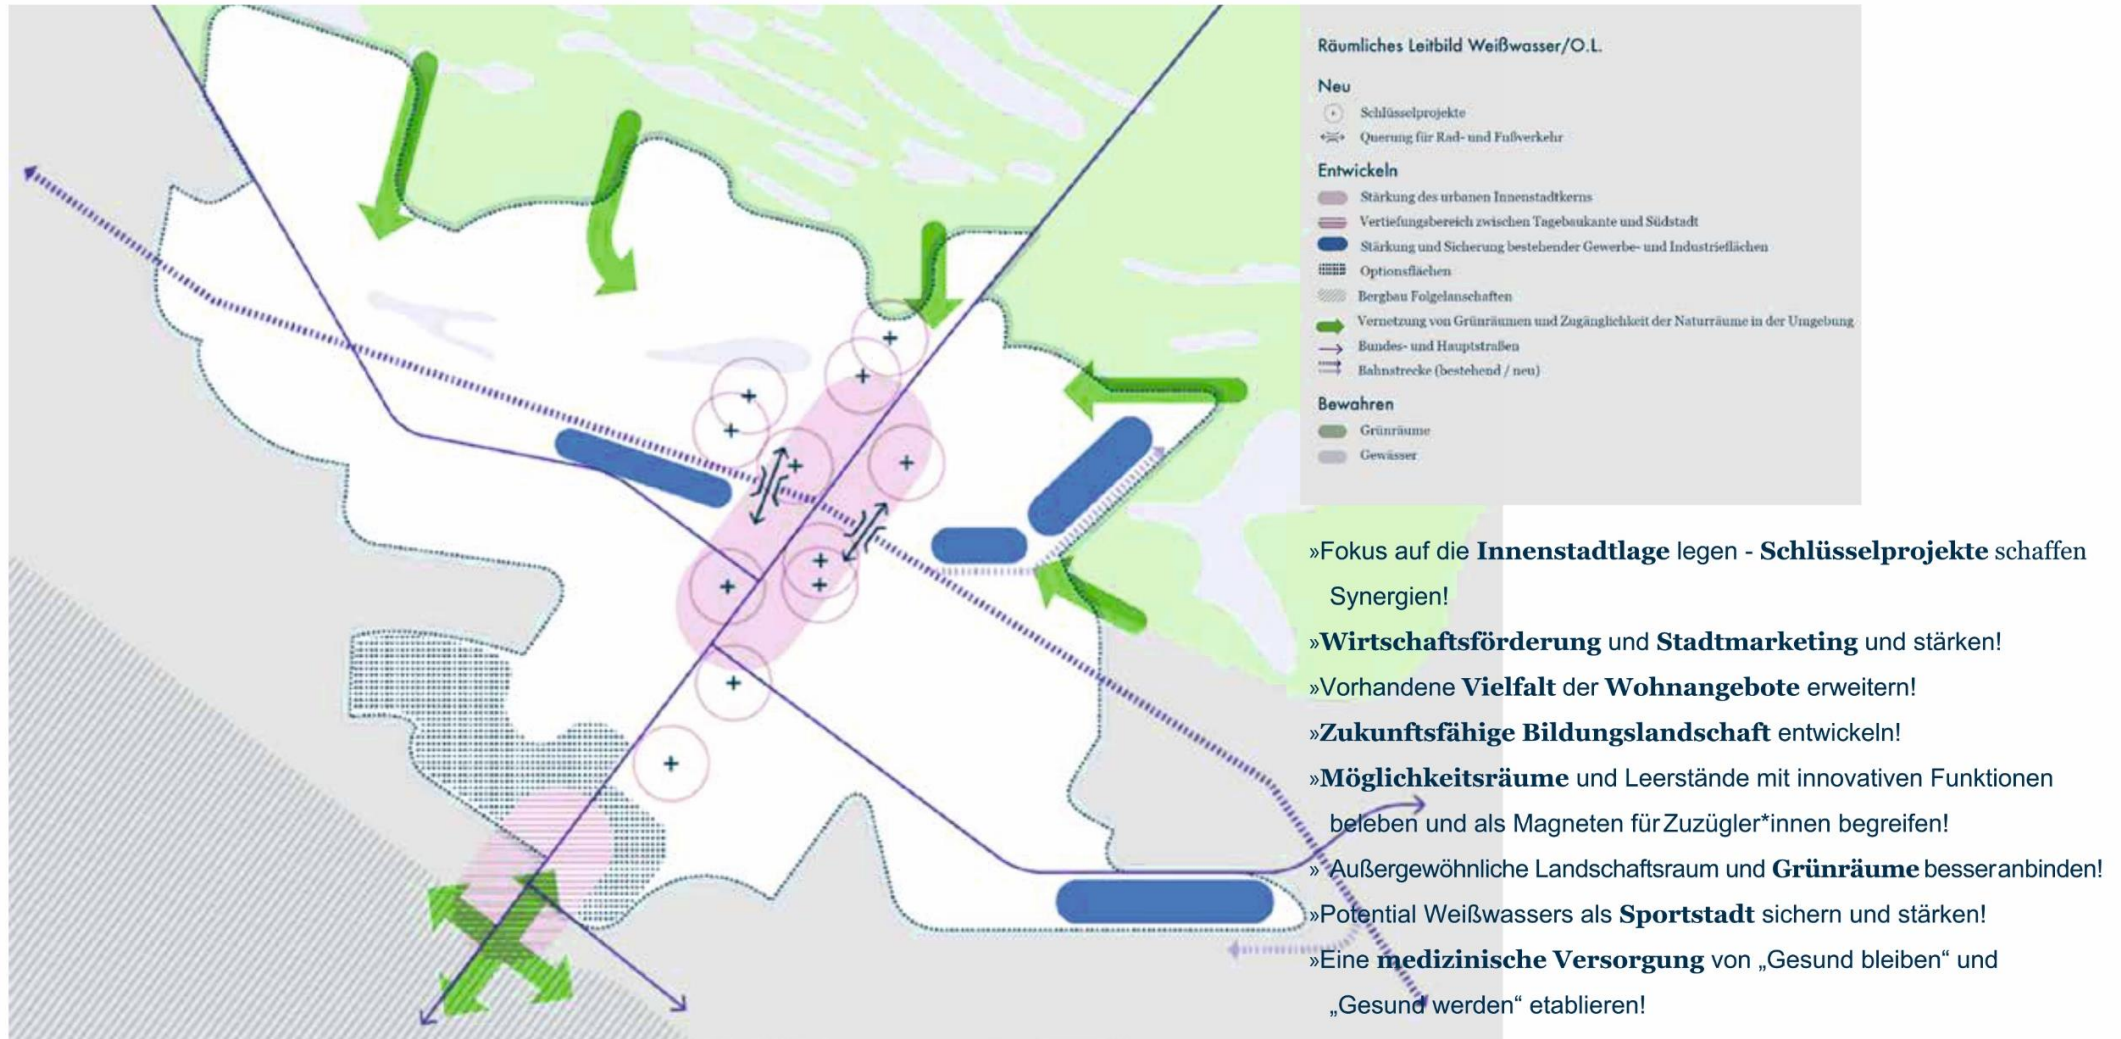 Räumliches Leitbild Weißwasser/O.L.
Neu
Schlüsselprojekte
Querung für Rad- und Fußverkehr
Entwickeln
Stärkung des urbanen Innenstadtkerns
Vertiefungsbereich zwischen Tagebaukante und Südstadt
Stärkung und Sicherung bestehender Gewerbe- und Industrieflächen
Optionsflächen
Bergbau Folgelanschaften
Vernetzung von Grünräumen und Zugänglichkeit der Naturräume in der Umgebung
Bundes- und Hauptstraßen
Bahnstrecke (bestehend / neu)
Bewahren
Grünräume
Gewässer
»Fokus auf die Innenstadtlage legen - Schlüsselprojekte schaffen
Synergien!
»Wirtschaftsförderung und Stadtmarketing und stärken!
»Vorhandene Vielfalt der Wohnangebote erweitern!
»Zukunftsfähige Bildungslandschaft entwickeln!
»Möglichkeitsräume und Leerstände mit innovativen Funktionen
beleben und als Magneten für Zuzügler*innen begreifen!
» Außergewöhnliche Landschaftsraum und Grünräume besser anbinden!
»Potential Weißwassers als Sportstadt sichern und stärken!
»Eine medizinische Versorgung von „Gesund bleiben“ und
„Gesund werden“ etablieren!